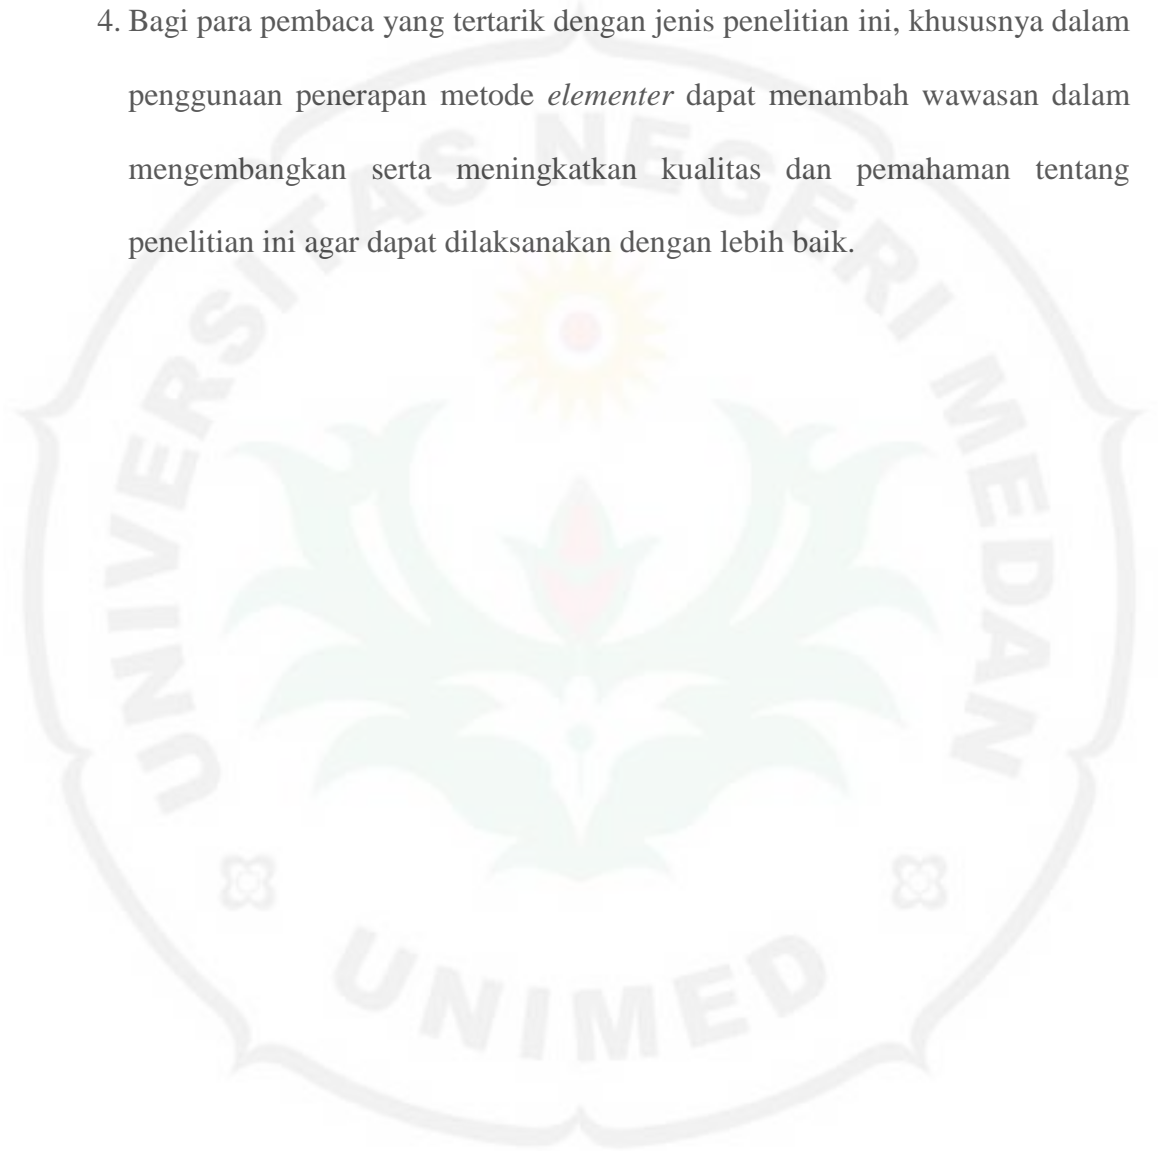 4. Bagi para pembaca yang tertarik dengan jenis penelitian ini, khususnya dalam
penggunaan penerapan metode elementer dapat menambah wawasan dalam
mengembangkan serta meningkatkan kualitas dan pemahaman tentang
penelitian ini agar dapat dilaksanakan dengan lebih baik.
UNIVERSITAS NEGERI MEDAN
UNIMED